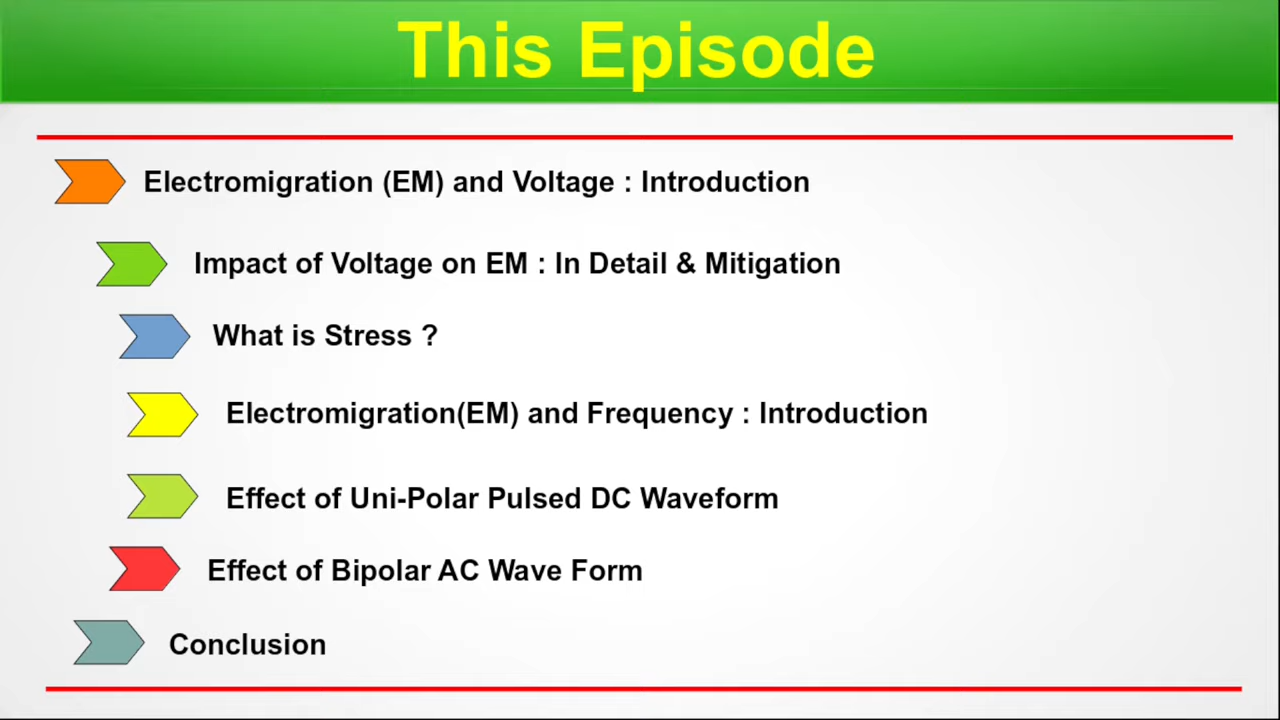 This Episode
Electromigration (EM) and Voltage : Introduction
Impact of Voltage on EM : In Detail & Mitigation
What is Stress ?
Electromigration(EM) and Frequency : Introduction
Effect of Uni-Polar Pulsed DC Waveform
Effect of Bipolar AC Wave Form
Conclusion